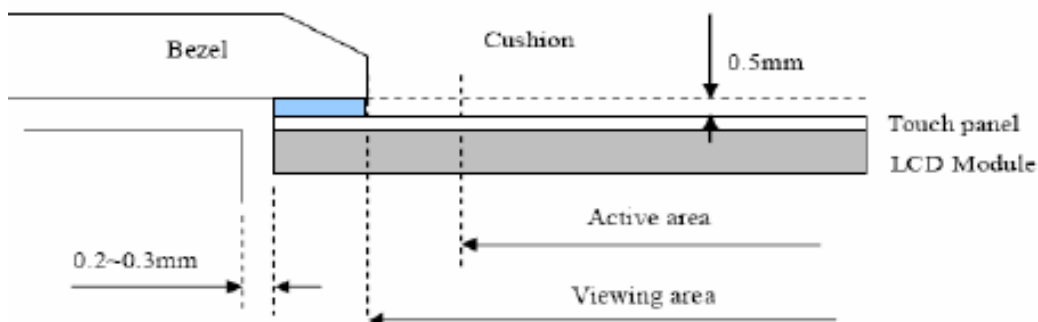 Cushion
Bezel
0.5mm
Touch panel
LCD Module
Active area
0.2~0.3mm
Viewing area